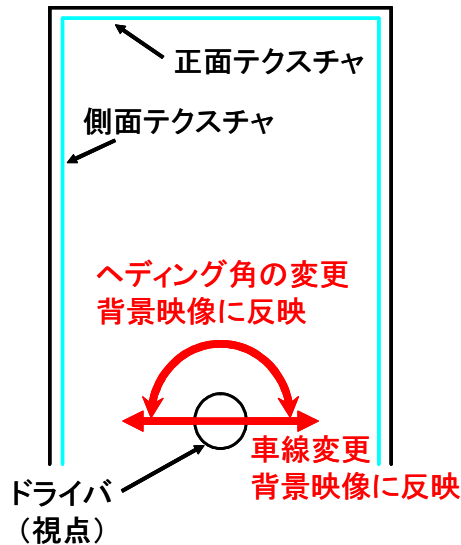 正面テクスチャ
側面テクスチャ
ヘディング角の変更
背景映像に反映
車線変更
背景映像に反映
ドライバ
（視点）